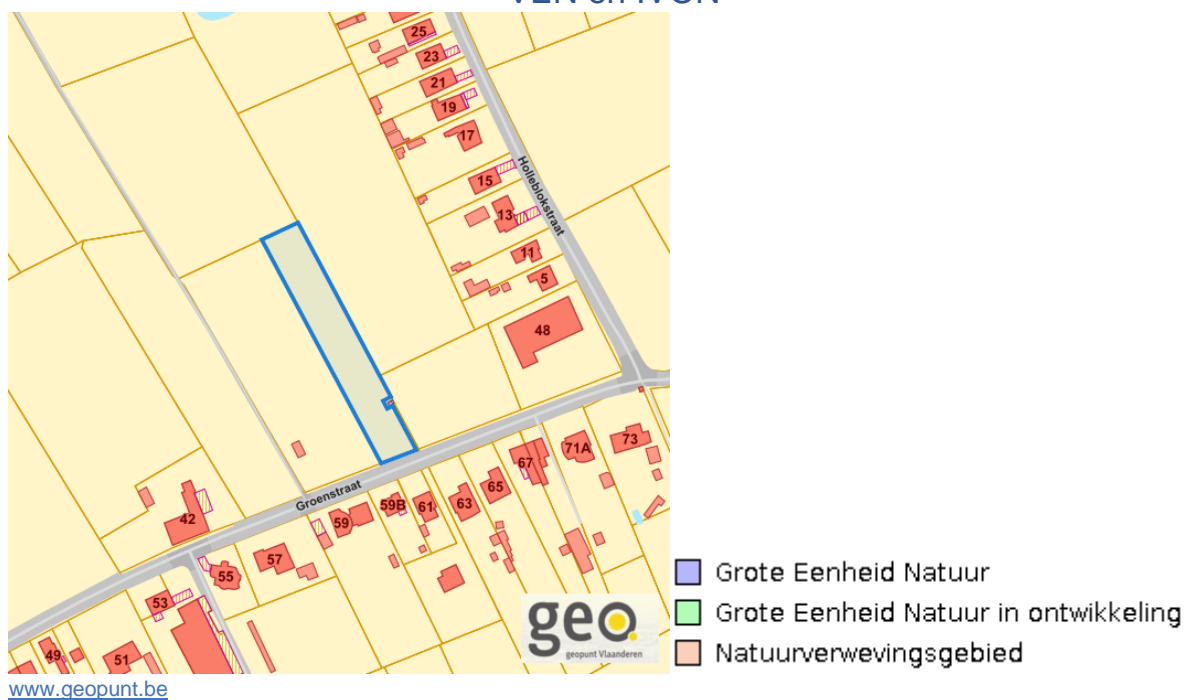 VEN en IVON
25
23
21
19
17
Holleblokstraat
15
13
11
5
48
71A
73
67
65
63
61
59B
59
Groenstraat
42
57
55
53
51
49
geo
geopunt Vlaanderen
Grote Eenheid Natuur
Grote Eenheid Natuur in ontwikkeling
Natuurverwevingsgebied
www.geopunt.be